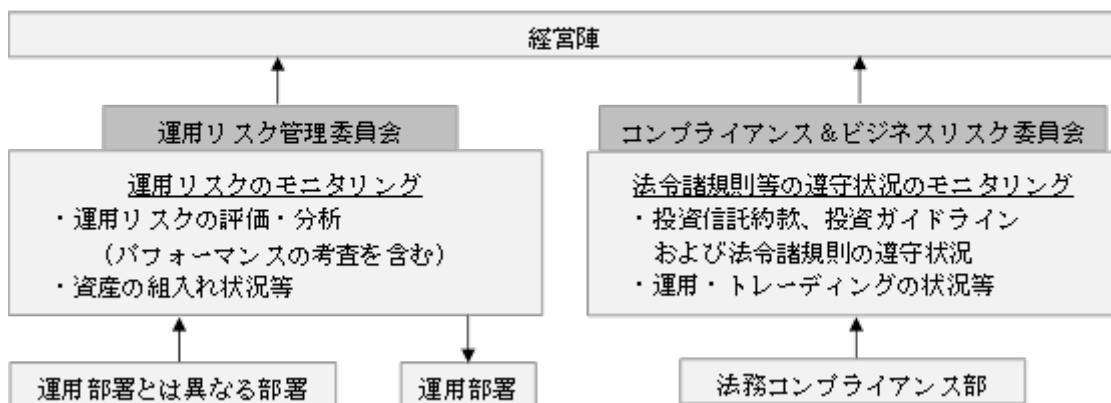 経営陣
運用リスク管理委員会
運用リスクのモニタリング
・運用リスクの評価・分析
（パフォーマンスの考査を含む）
・資産の組入れ状況等
運用部署とは異なる部署
運用部署
コンプライアンス＆ビジネスリスク委員会
法令諸規則等の遵守状況のモニタリング
・投資信託約款、投資ガイドライン
および法令諸規則の遵守状況
・運用・トレーディングの状況等
法務コンプライアンス部